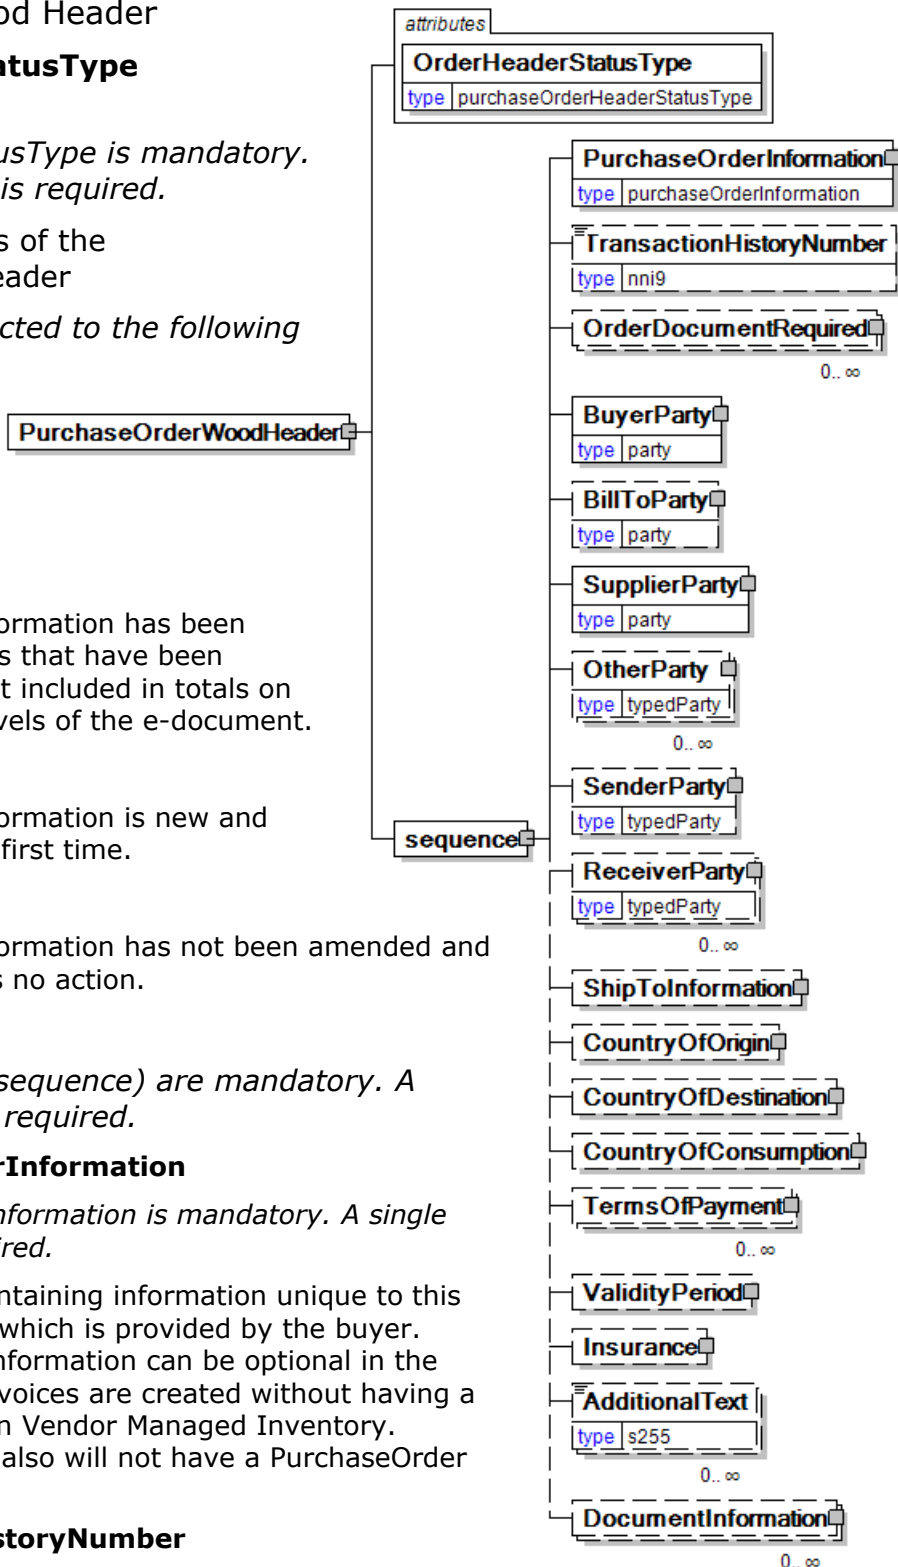 od Header
atusType
usType is mandatory.
is required.
s of the
eader
cted to the following
ormation has been
s that have been
t included in totals on
vels of the e-document.
ormation is new and
first time.
formation has not been amended and
s no action.
sequence) are mandatory. A
required.
rInformation
nformation is mandatory. A single
ired.
ntaining information unique to this
which is provided by the buyer.
nformation can be optional in the
voices are created without having a
n Vendor Managed Inventory.
also will not have a PurchaseOrder
storyNumber
PurchaseOrderWoodHeader
attributes
OrderHeaderStatusType
type purchaseOrderHeaderStatusType
sequence
PurchaseOrderInformation
type purchaseOrderInformation
TransactionHistoryNumber
type nni9
OrderDocumentRequired
0.. ∞
BuyerParty
type party
BillToParty
type party
SupplierParty
type party
OtherParty
type typedParty
0.. ∞
SenderParty
type typedParty
ReceiverParty
type typedParty
0.. ∞
ShipToInformation
CountryOfOrigin
CountryOfDestination
CountryOfConsumption
TermsOfPayment
0.. ∞
ValidityPeriod
Insurance
AdditionalText
type s255
0.. ∞
DocumentInformation
0.. ∞